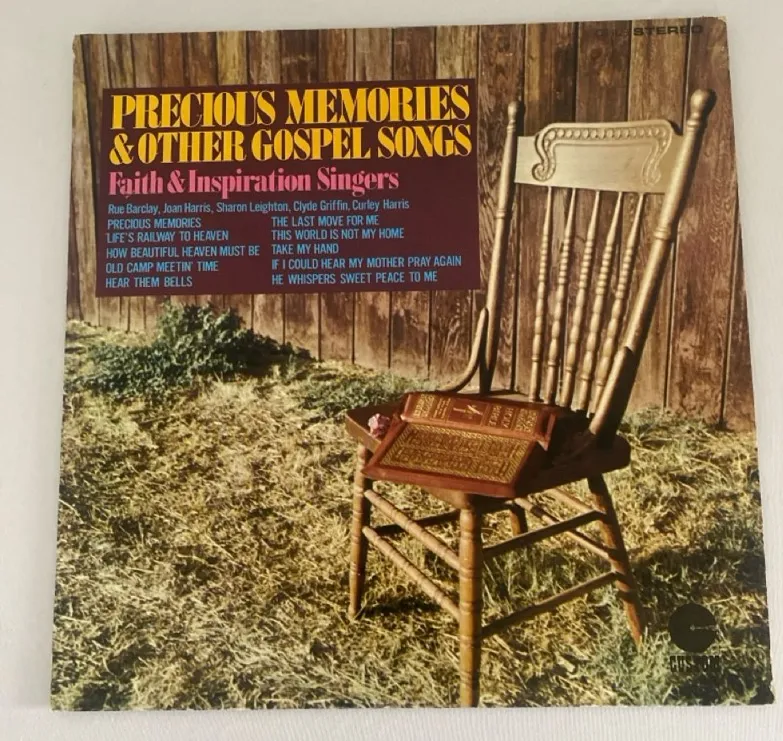 STEREO
PRECIOUS MEMORIES
& OTHER GOSPEL SONGS
Faith & Inspiration Singers
Rue Barclay, Joan Harris, Sharon Leighton, Clyde Griffin, Curley Harris
PRECIOUS MEMORIES
'LIFE'S RAILWAY TO HEAVEN
HOW BEAUTIFUL HEAVEN MUST BE
OLD CAMP MEETIN' TIME
HEAR THEM BELLS
THE LAST MOVE FOR ME
THIS WORLD IS NOT MY HOME
TAKE MY HAND
IF I COULD HEAR MY MOTHER PRAY AGAIN
HE WHISPERS SWEET PEACE TO ME